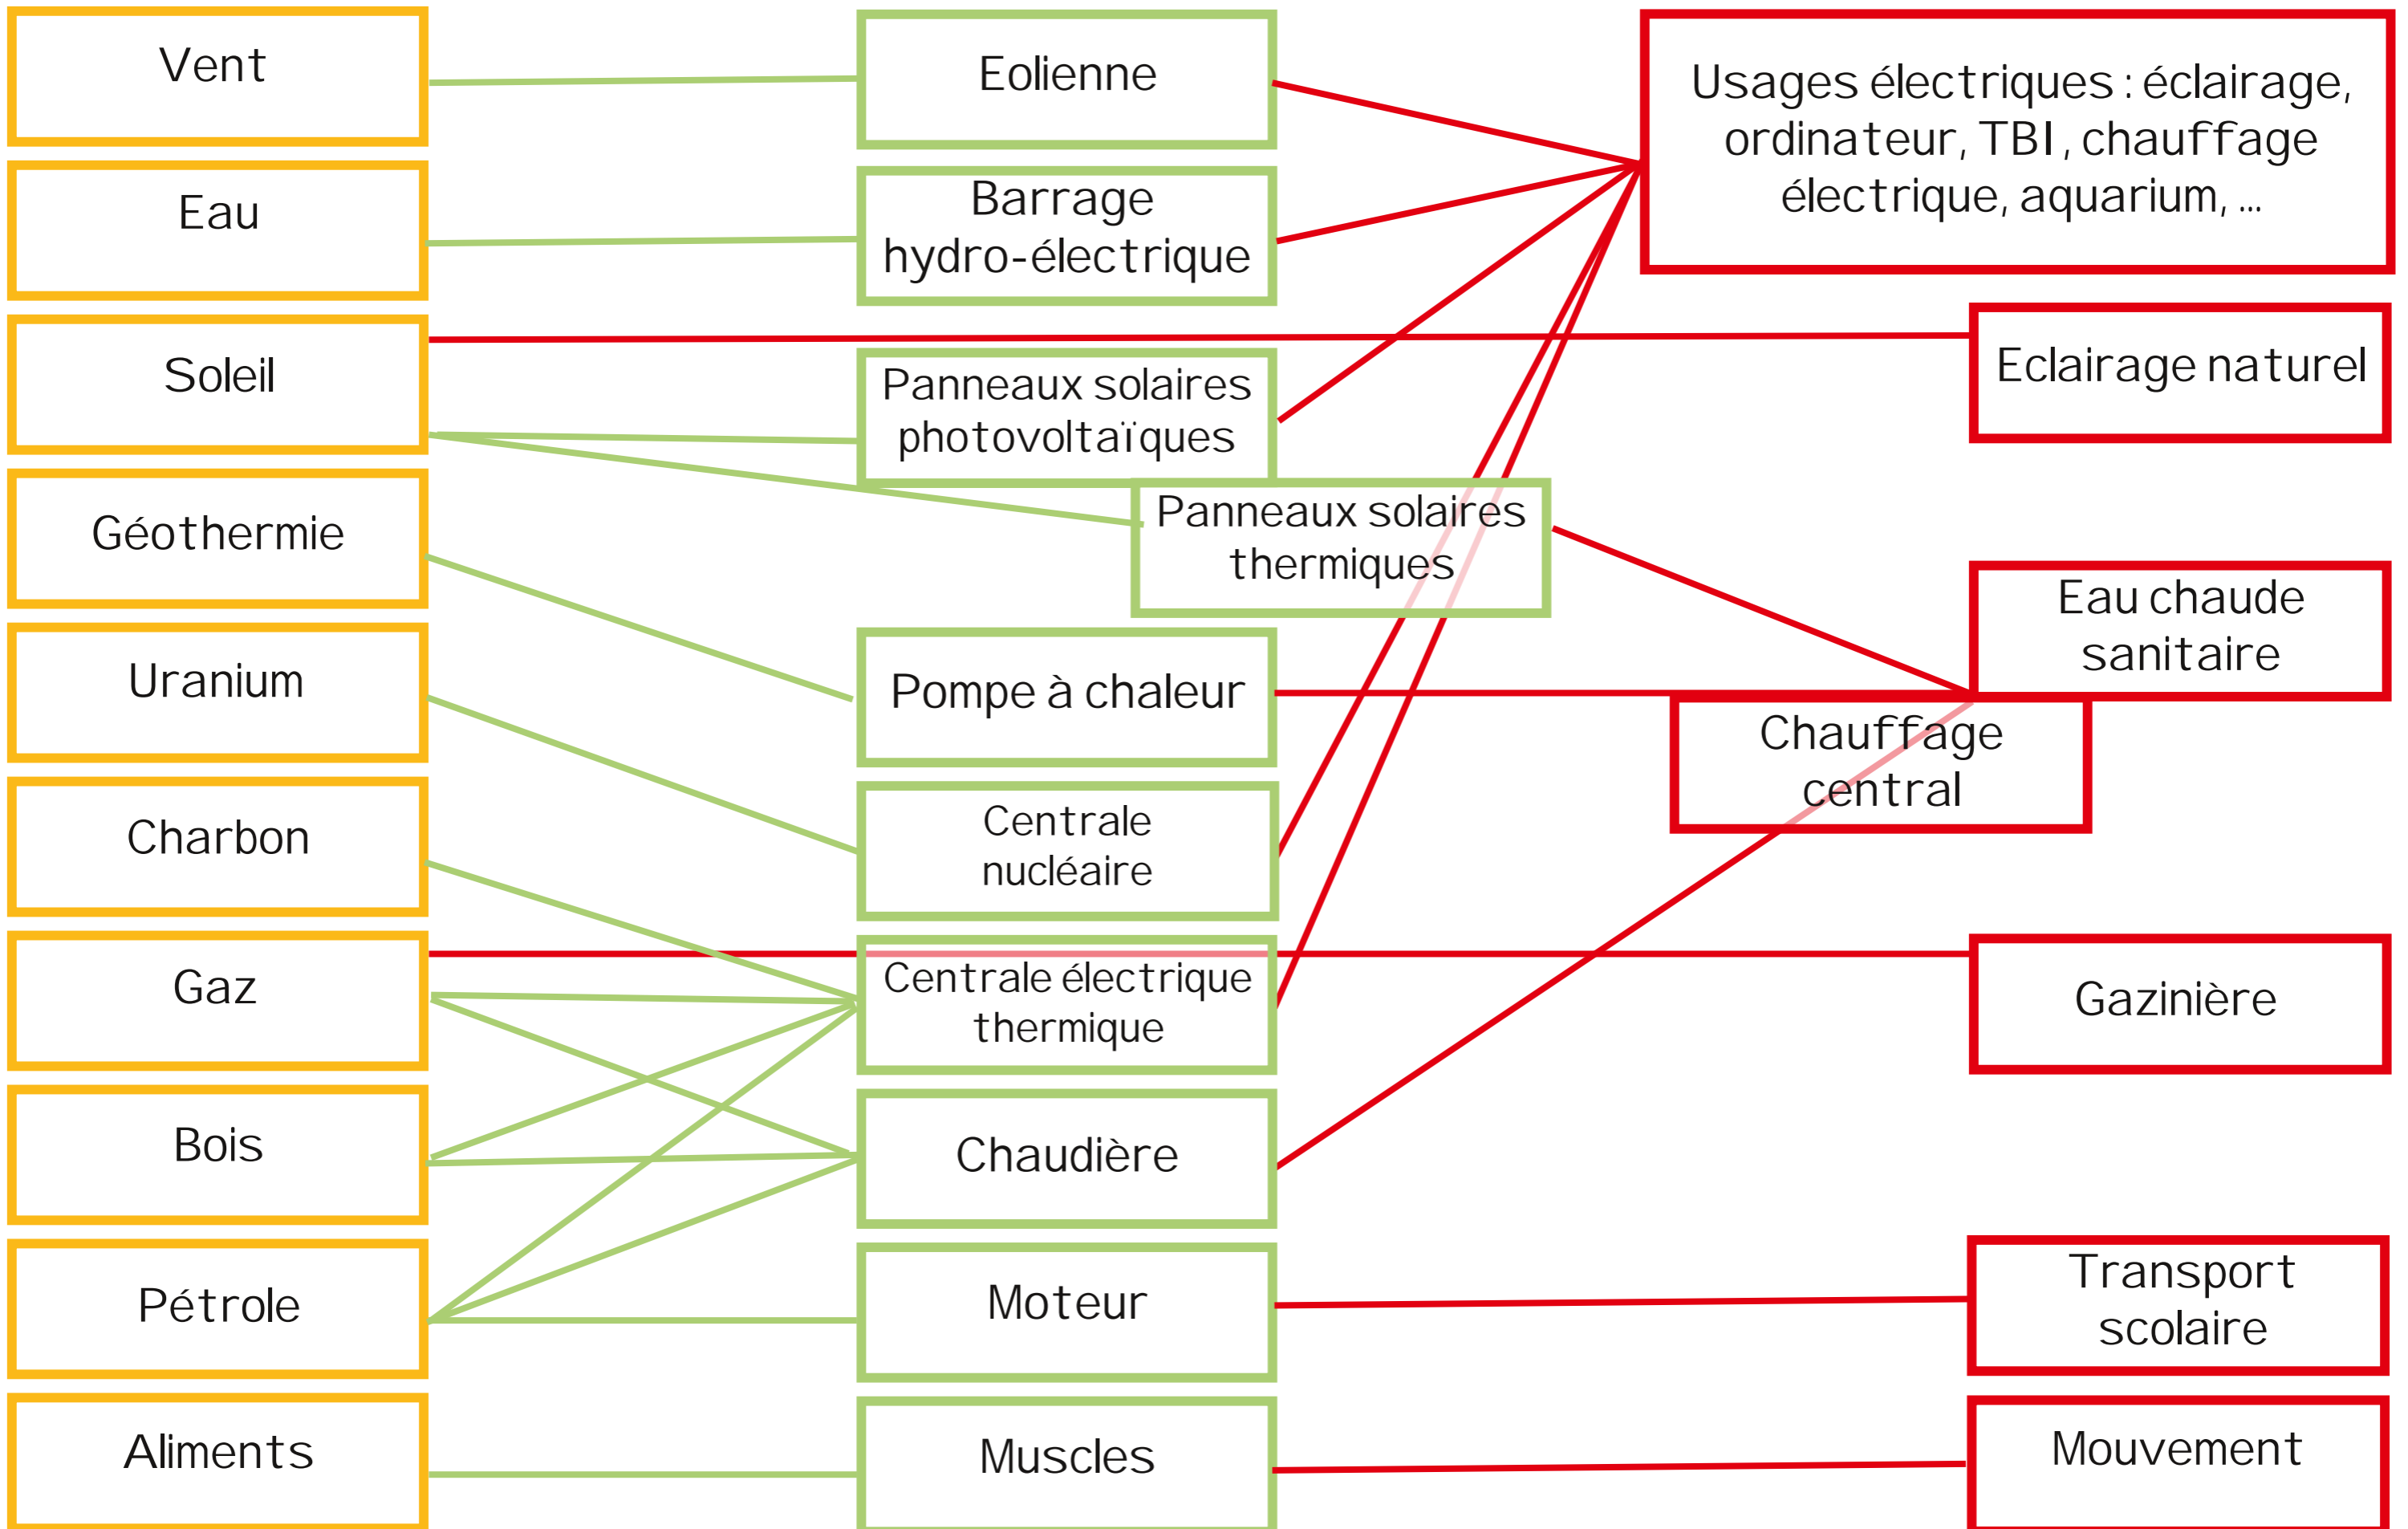 Vent
Eau
Soleil
Géothermie
Uranium
Charbon
Gaz
Bois
Pétrole
Aliments
Eolienne
Barrage
hydro-électrique
Panneaux solaires
photovoltaïques
Panneaux solaires
thermiques
Pompe à chaleur
Centrale
nucléaire
Centrale électrique
thermique
Chaudière
Moteur
Muscles
Usages électriques : éclairage,
ordinateur, TBI, chauffage
électrique, aquarium, ...
Eclairage naturel
Eau chaude
sanitaire
Chauffage
central
Gazinière
Transport
scolaire
Mouvement